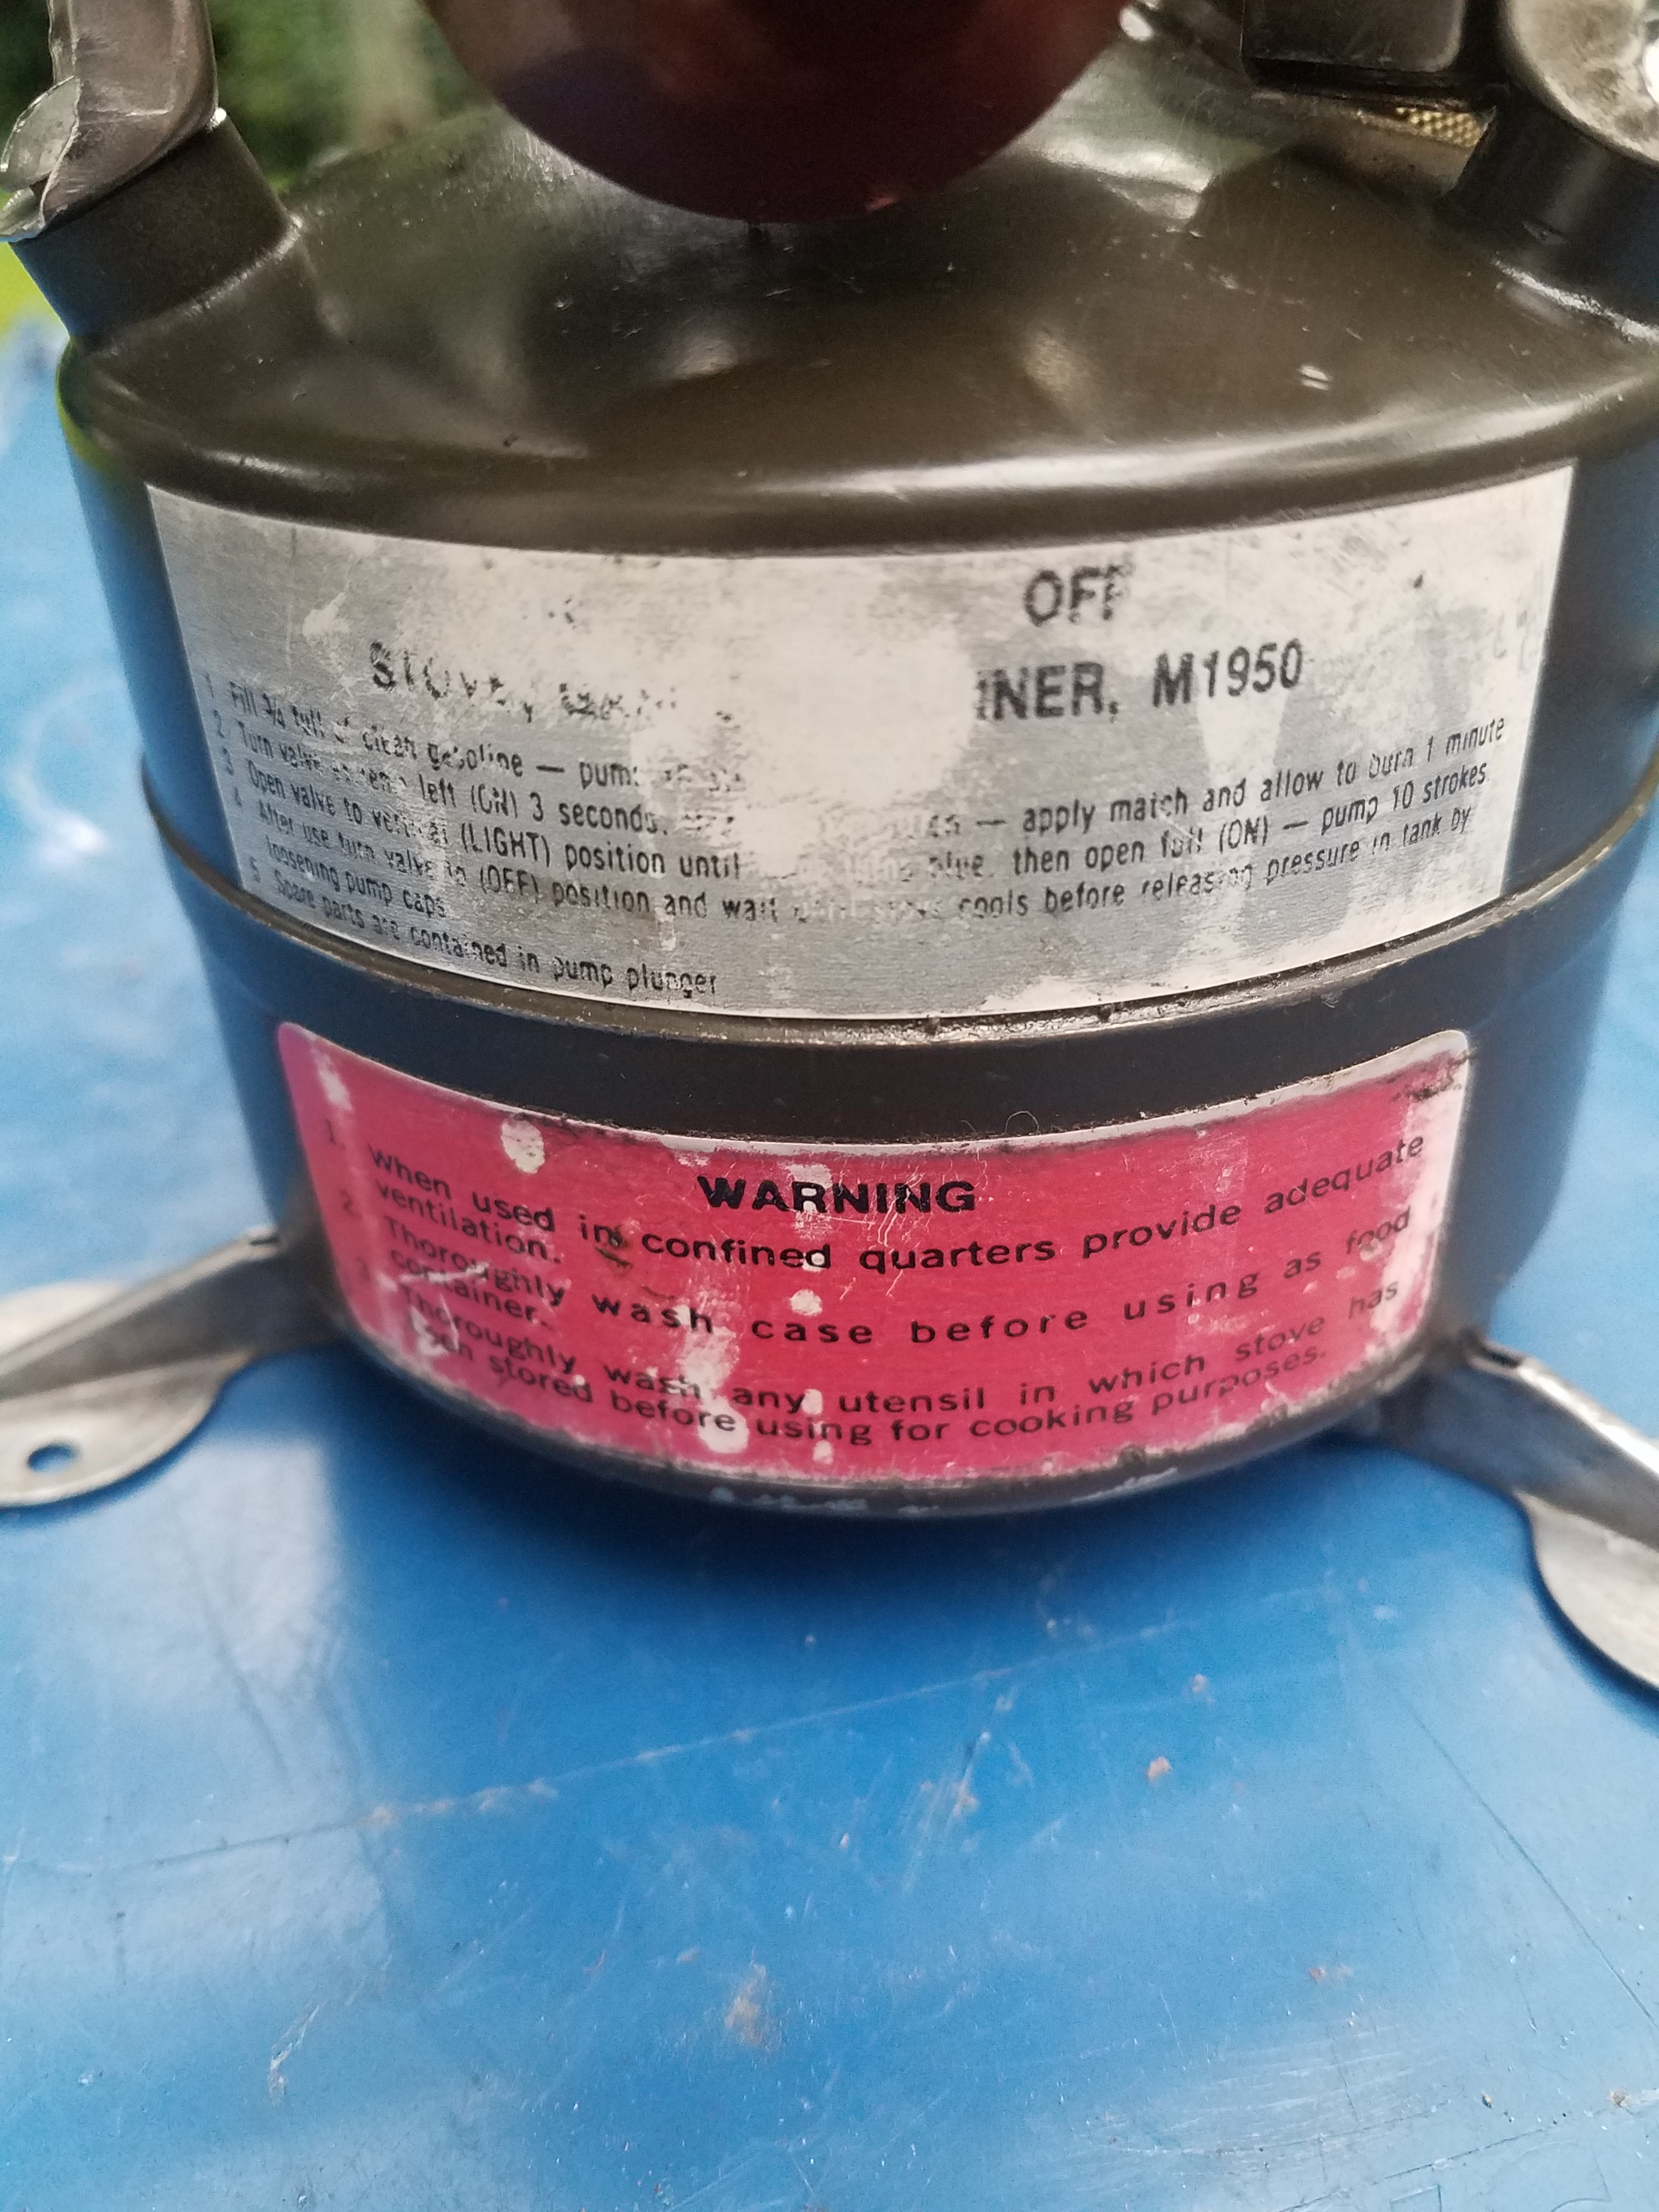 OFF
STOVE, INER, M1950
1 Fill 3/4 full of clean gasoline — pump
2 Turn valve left (ON) 3 seconds, — apply match and allow to burn 1 minute
3 Open valve to vertical (LIGHT) position until blue, then open full (ON) — pump 10 strokes
4 After use turn valve to (OFF) position and wait cools before releasing pressure in tank by
loosening pump caps
5 Spare parts are contained in pump plunger
WARNING
1. When used in confined quarters provide adequate
ventilation.
2. Thoroughly wash case before using as food
container.
3. Thoroughly wash any utensil in which stove has
been stored before using for cooking purposes.